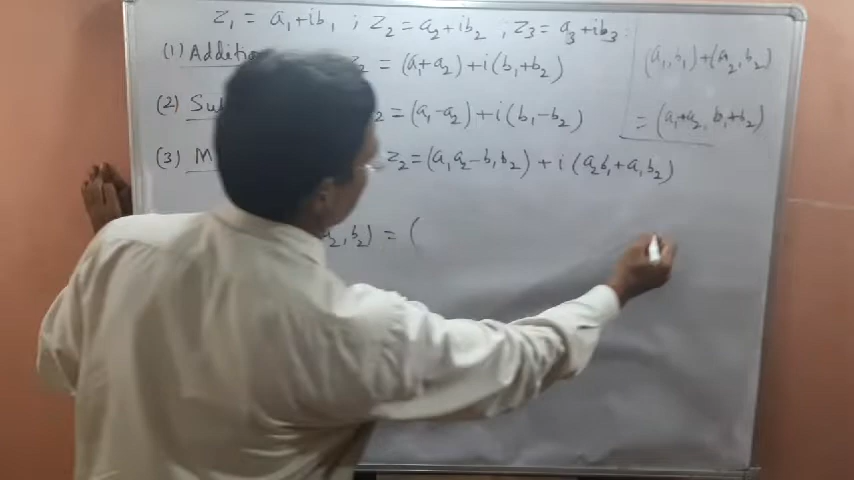 z₁ = a₁+ib₁ ; z₂ = a₂+ib₂ ; z₃ = a₃+ib₃
(1) Additio z₂ = (a₁+a₂)+i(b₁+b₂)
(a₁,b₁)+(a₂,b₂)
= (a₁+a₂, b₁+b₂)
(2) Su 2 = (a₁-a₂)+i(b₁-b₂)
(3) M z₂=(a₁a₂-b₁b₂)+i(a₂b₁+a₁b₂)
a₂,b₂) = (